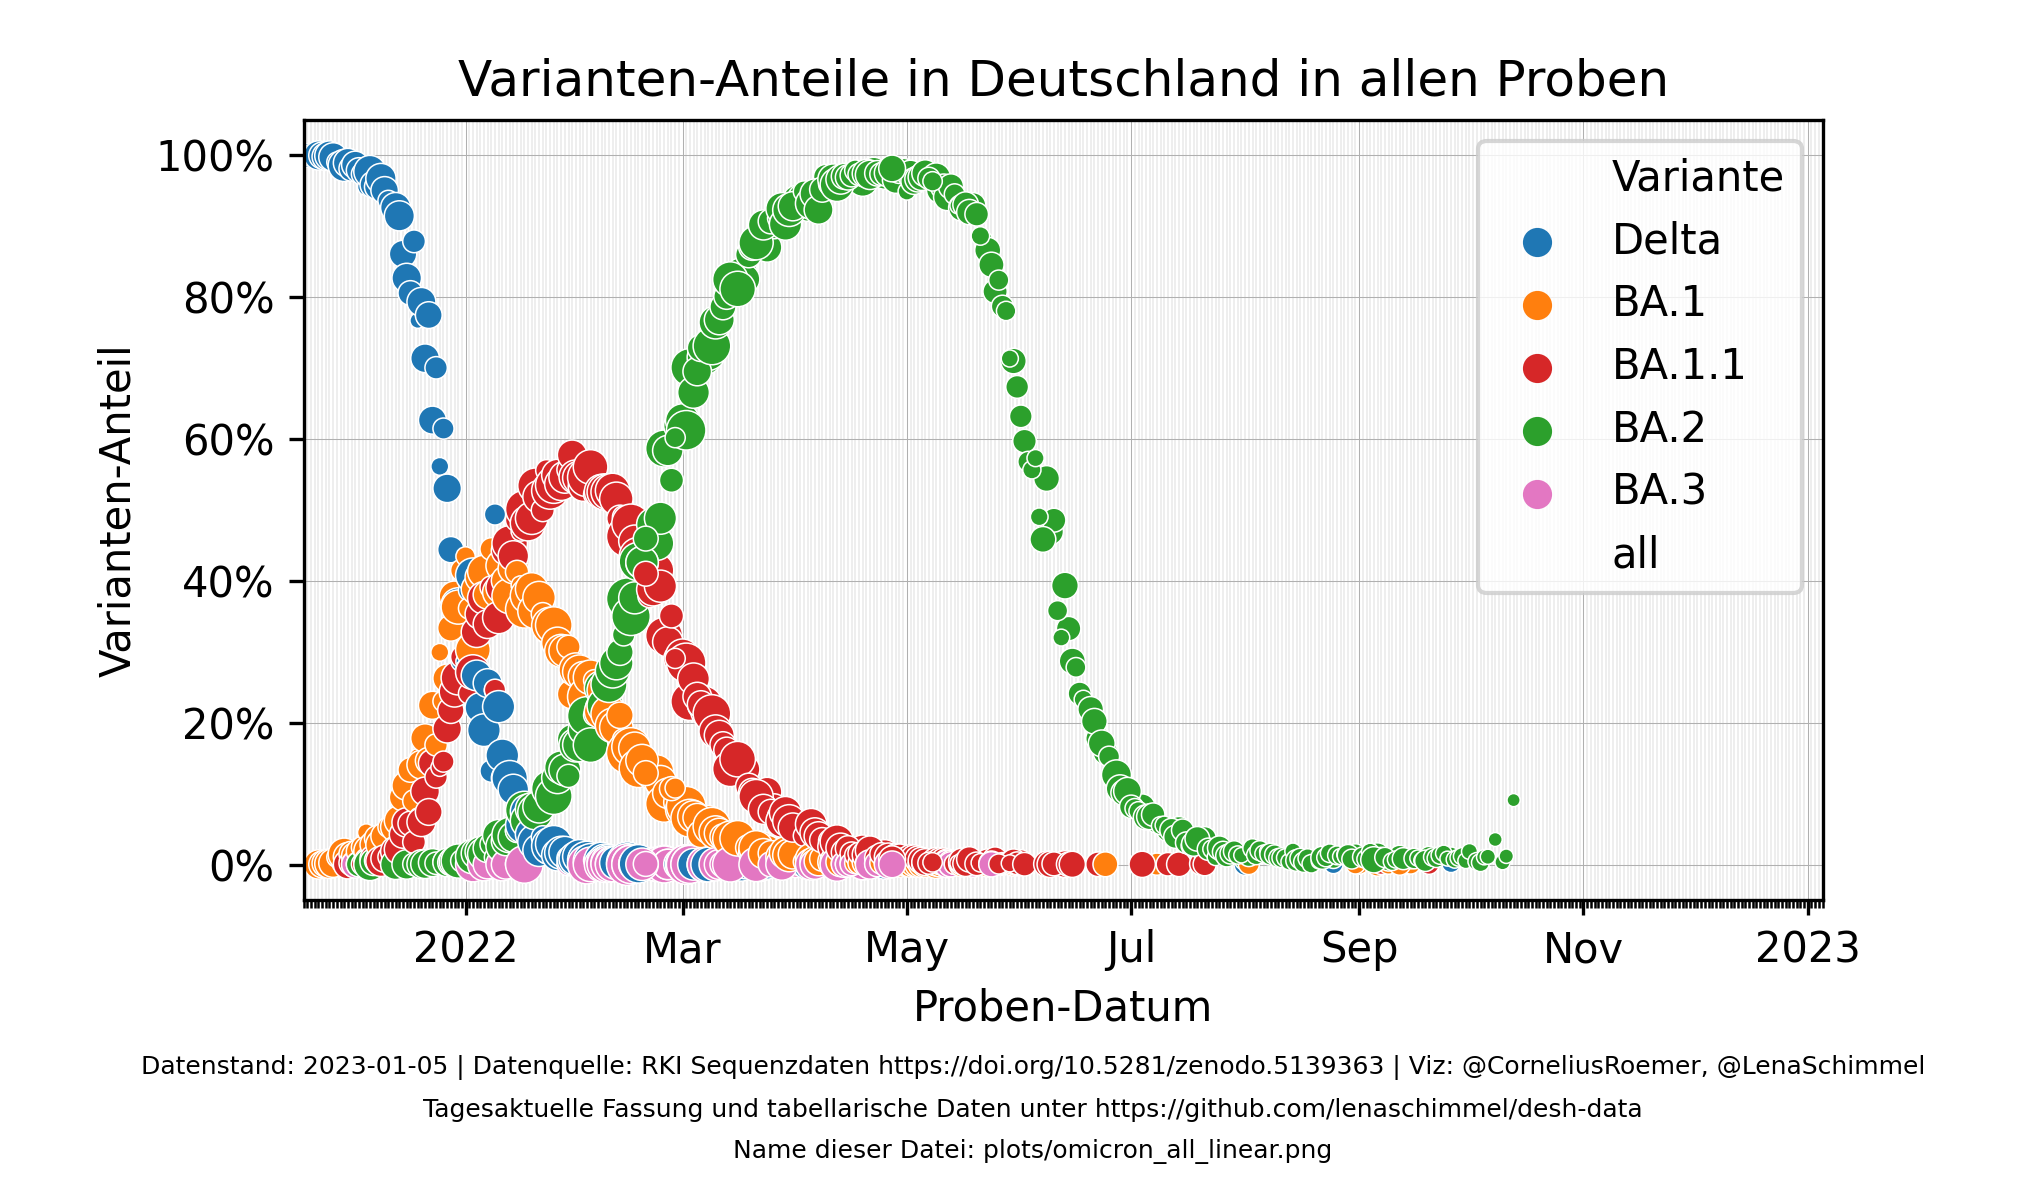 Varianten-Anteile in Deutschland in allen Proben
100%
80%
60%
40%
20%
0%
Varianten-Anteil
Variante
Delta
BA.1
BA.1.1
BA.2
BA.3
all
2022
Mar
May
Jul
Sep
Nov
2023
Proben-Datum
Datenstand: 2023-01-05 | Datenquelle: RKI Sequenzdaten https://doi.org/10.5281/zenodo.5139363 | Viz: @CorneliusRoemer, @LenaSchimmel
Tagesaktuelle Fassung und tabellarische Daten unter https://github.com/lenaschimmel/desh-data
Name dieser Datei: plots/omicron_all_linear.png